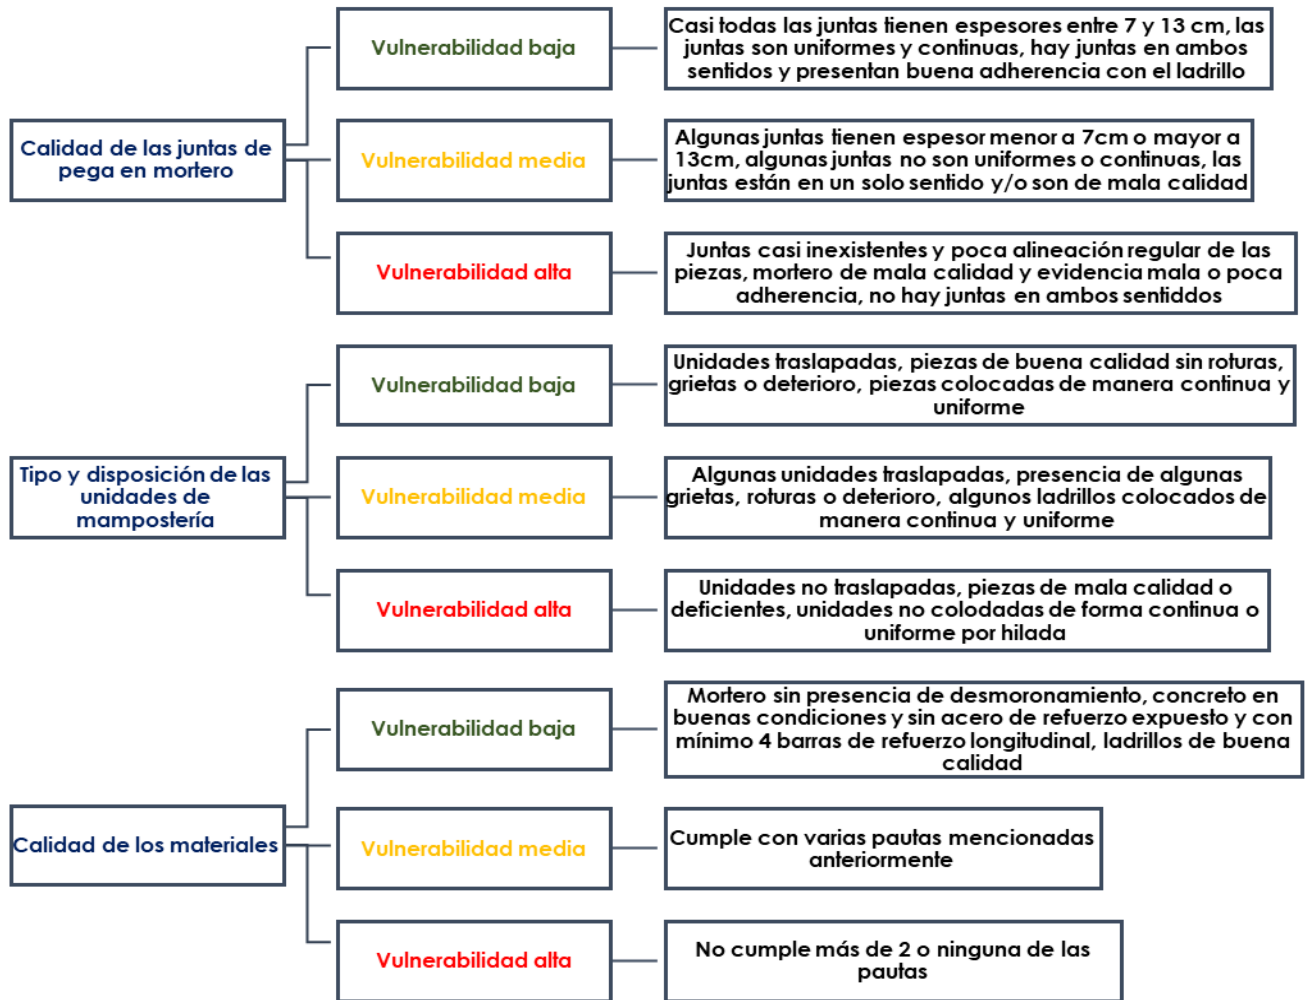 Calidad de las juntas de
pega en mortero
Vulnerabilidad baja
Casi todas las juntas tienen espesores entre 7 y 13 cm, las
juntas son uniformes y continuas, hay juntas en ambos
sentidos y presentan buena adherencia con el ladrillo
Vulnerabilidad media
Algunas juntas tienen espesor menor a 7cm o mayor a
13cm, algunas juntas no son uniformes o continuas, las
juntas están en un solo sentido y/o son de mala calidad
Vulnerabilidad alta
Juntas casi inexistentes y poca alineación regular de las
piezas, mortero de mala calidad y evidencia mala o poca
adherencia, no hay juntas en ambos sentiddos
Tipo y disposición de las
unidades de
mampostería
Vulnerabilidad baja
Unidades traslapadas, piezas de buena calidad sin roturas,
grietas o deterioro, piezas colocadas de manera continua y
uniforme
Vulnerabilidad media
Algunas unidades traslapadas, presencia de algunas
grietas, roturas o deterioro, algunos ladrillos colocados de
manera continua y uniforme
Vulnerabilidad alta
Unidades no traslapadas, piezas de mala calidad o
deficientes, unidades no colodadas de forma continua o
uniforme por hilada
Calidad de los materiales
Vulnerabilidad baja
Mortero sin presencia de desmoronamiento, concreto en
buenas condiciones y sin acero de refuerzo expuesto y con
mínimo 4 barras de refuerzo longitudinal, ladrillos de buena
calidad
Vulnerabilidad media
Cumple con varias pautas mencionadas
anteriormente
Vulnerabilidad alta
No cumple más de 2 o ninguna de las
pautas